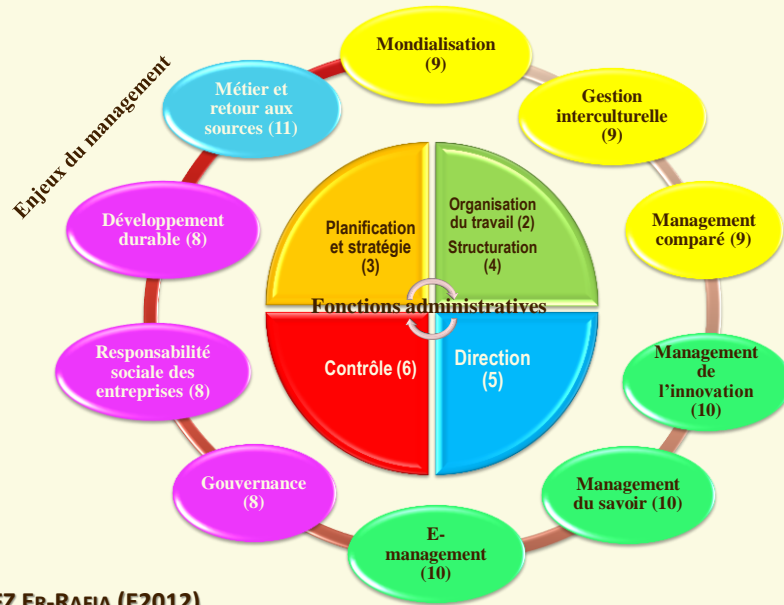 Enjeux du management
Mondialisation
(9)
Gestion
interculturelle
(9)
Management
comparé (9)
Management
de
l’innovation
(10)
Management
du savoir (10)
E-
management
(10)
Gouvernance
(8)
Responsabilité
sociale des
entreprises (8)
Développement
durable (8)
Métier et
retour aux
sources (11)
Planification
et stratégie
(3)
Organisation
du travail (2)
Structuration
(4)
Fonctions administratives
Contrôle (6)
Direction
(5)
EZ ER-RAFIA (E2012)